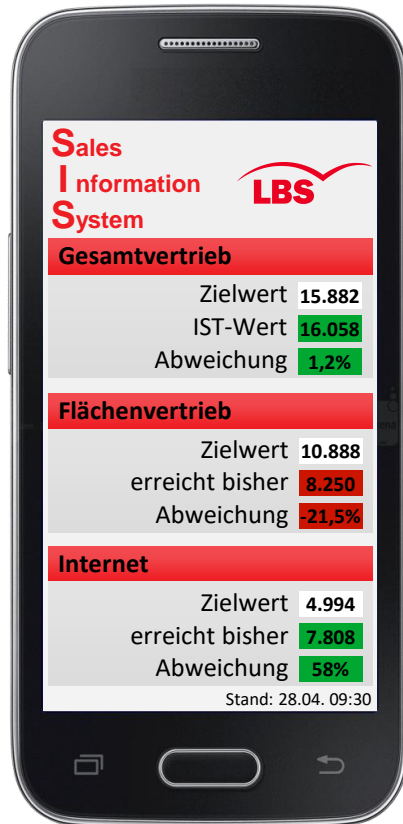 Sales
Information
System
LBS
Gesamtvertrieb
Zielwert 15.882
IST-Wert 16.058
Abweichung 1,2%
Flächenvertrieb
Zielwert 10.888
erreicht bisher 8.250
Abweichung -21,5%
Internet
Zielwert 4.994
erreicht bisher 7.808
Abweichung 58%
Stand: 28.04. 09:30